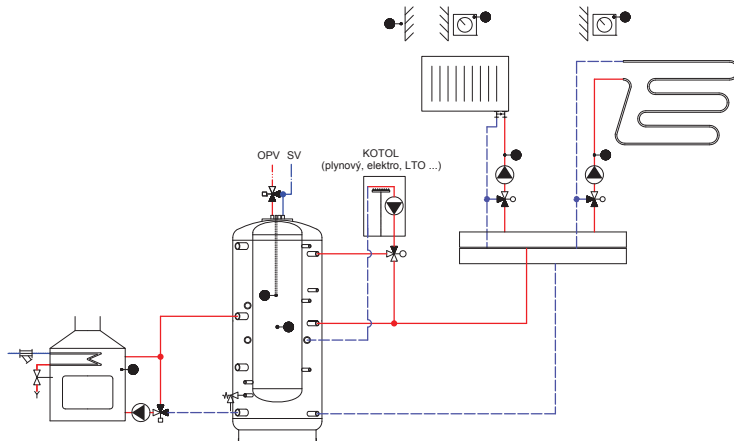 OPV SV
KOTOL
(plynový, elektro, LTO ...)